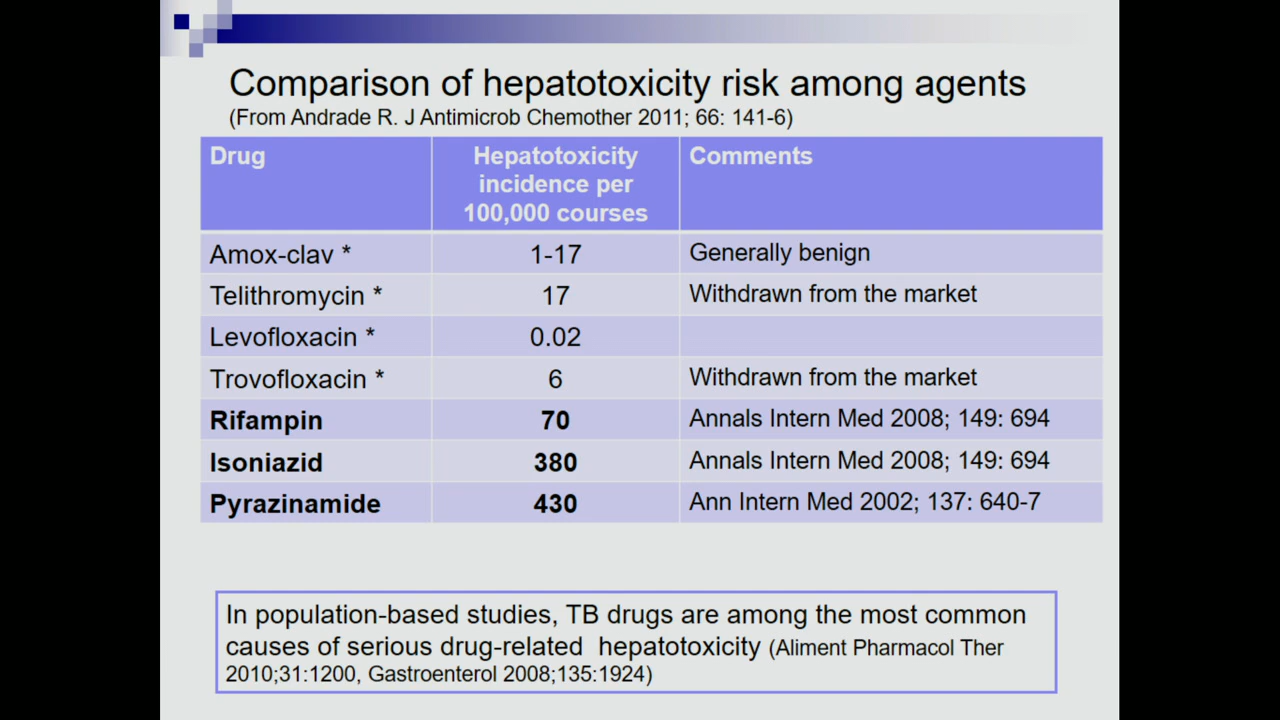 Comparison of hepatotoxicity risk among agents
(From Andrade R. J Antimicrob Chemother 2011; 66: 141-6)
Drug Hepatotoxicity incidence per 100,000 courses Comments
Amox-clav * 1-17 Generally benign
Telithromycin * 17 Withdrawn from the market
Levofloxacin * 0.02
Trovofloxacin * 6 Withdrawn from the market
Rifampin 70 Annals Intern Med 2008; 149: 694
Isoniazid 380 Annals Intern Med 2008; 149: 694
Pyrazinamide 430 Ann Intern Med 2002; 137: 640-7
In population-based studies, TB drugs are among the most common
causes of serious drug-related hepatotoxicity (Aliment Pharmacol Ther
2010;31:1200, Gastroenterol 2008;135:1924)